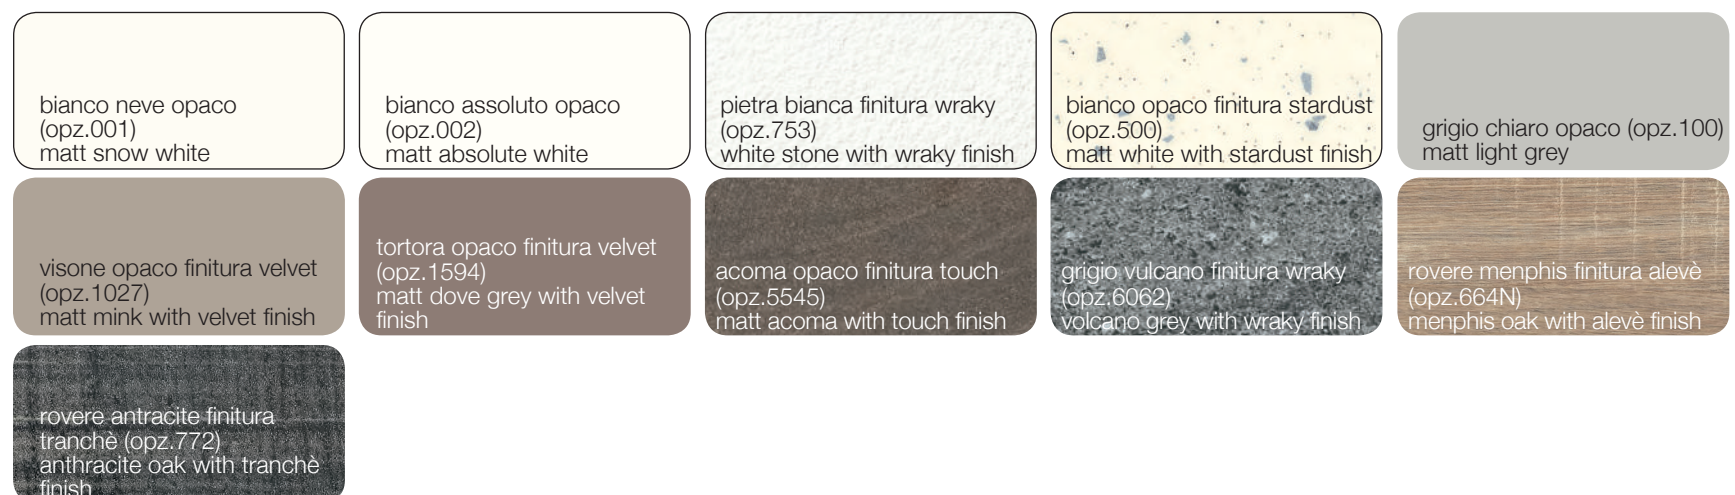 bianco neve opaco
(opz.001)
matt snow white
bianco assoluto opaco
(opz.002)
matt absolute white
pietra bianca finitura wraky
(opz.753)
white stone with wraky finish
bianco opaco finitura stardust
(opz.500)
matt white with stardust finish
grigio chiaro opaco (opz.100)
matt light grey
visone opaco finitura velvet
(opz.1027)
matt mink with velvet finish
tortora opaco finitura velvet
(opz.1594)
matt dove grey with velvet
finish
acoma opaco finitura touch
(opz.5545)
matt acoma with touch finish
grigio vulcano finitura wraky
(opz.6062)
volcano grey with wraky finish
rovere menphis finitura alevè
(opz.664N)
menphis oak with alevè finish
rovere antracite finitura
tranchè (opz.772)
anthracite oak with tranchè
finish